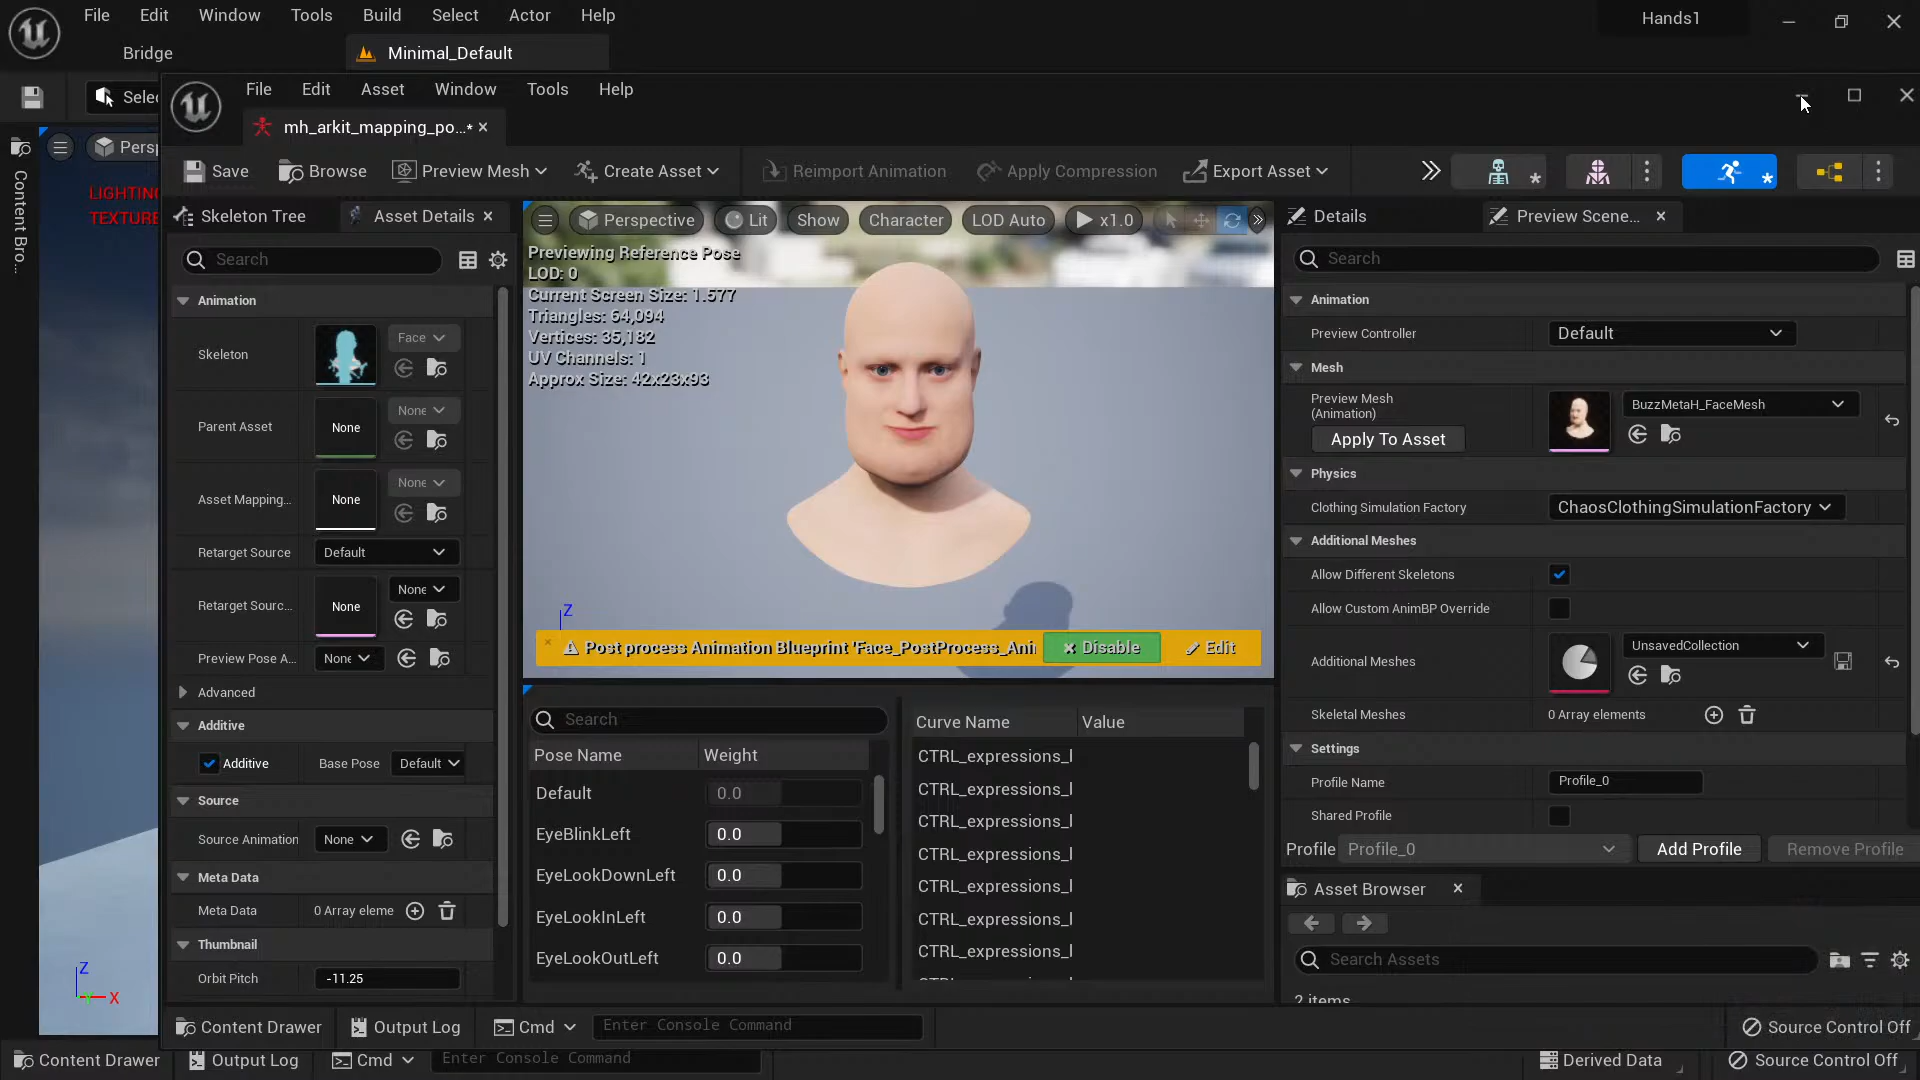 File Edit Window Tools Build Select Actor Help
Hands1
Bridge
Minimal_Default
File Edit Asset Window Tools Help
mh_arkit_mapping_po...*
Save
Browse
Preview Mesh
Create Asset
Reimport Animation
Apply Compression
Export Asset
Content Bro...
LIGHTING
TEXTURE
Skeleton Tree
Asset Details
Search
Animation
Skeleton
Face
Parent Asset
None
None
Asset Mapping...
None
None
Retarget Source
Default
Retarget Sourc...
None
None
Preview Pose A...
None
Advanced
Additive
Additive
Base Pose
Default
Source
Source Animation
None
Meta Data
Meta Data
0 Array eleme
Thumbnail
Orbit Pitch
-11.25
Perspective
Lit
Show
Character
LOD Auto
x1.0
Previewing Reference Pose
LOD: 0
Current Screen Size: 1.577
Triangles: 64,094
Vertices: 35,182
UV Channels: 1
Approx Size: 42x23x93
Z
Post process Animation Blueprint 'Face_PostProcess_Ani
Disable
Edit
Search
Pose Name
Weight
Default
0.0
EyeBlinkLeft
0.0
EyeLookDownLeft
0.0
EyeLookInLeft
0.0
EyeLookOutLeft
0.0
Curve Name
Value
CTRL_expressions_l
CTRL_expressions_l
CTRL_expressions_l
CTRL_expressions_l
CTRL_expressions_l
CTRL_expressions_l
CTRL_expressions_l
Details
Preview Scene...
Search
Animation
Preview Controller
Default
Mesh
Preview Mesh
(Animation)
Apply To Asset
BuzzMetaH_FaceMesh
Physics
Clothing Simulation Factory
ChaosClothingSimulationFactory
Additional Meshes
Allow Different Skeletons
Allow Custom AnimBP Override
Additional Meshes
UnsavedCollection
Skeletal Meshes
0 Array elements
Settings
Profile Name
Profile_0
Shared Profile
Profile
Profile_0
Add Profile
Remove Profile
Asset Browser
Search Assets
2 items
Z
X
Content Drawer
Output Log
Cmd
Enter Console Command
Source Control Off
Content Drawer
Output Log
Cmd
Enter Console Command
Derived Data
Source Control Off